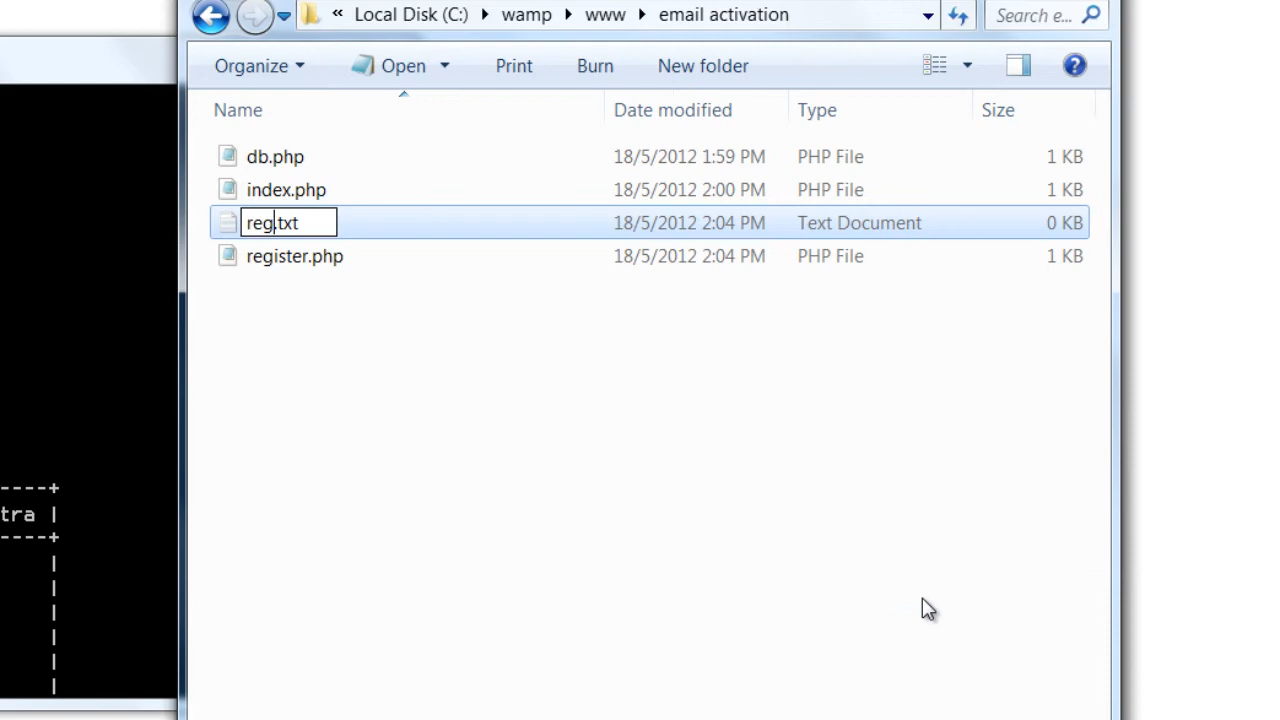 « Local Disk (C:) wamp www email activation Search e...
Organize Open Print Burn New folder
Name Date modified Type Size
db.php 18/5/2012 1:59 PM PHP File 1 KB
index.php 18/5/2012 2:00 PM PHP File 1 KB
reg.txt 18/5/2012 2:04 PM Text Document 0 KB
register.php 18/5/2012 2:04 PM PHP File 1 KB
----+
tra |
----+
|
|
|
|
|
|